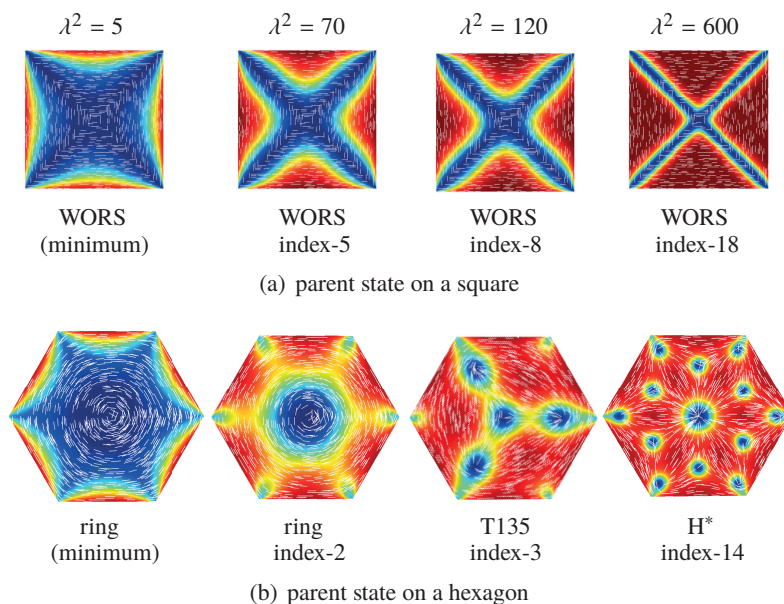 λ² = 5 λ² = 70 λ² = 120 λ² = 600
WORS WORS WORS WORS
(minimum) index-5 index-8 index-18
(a) parent state on a square
ring ring T135 H*
(minimum) index-2 index-3 index-14
(b) parent state on a hexagon